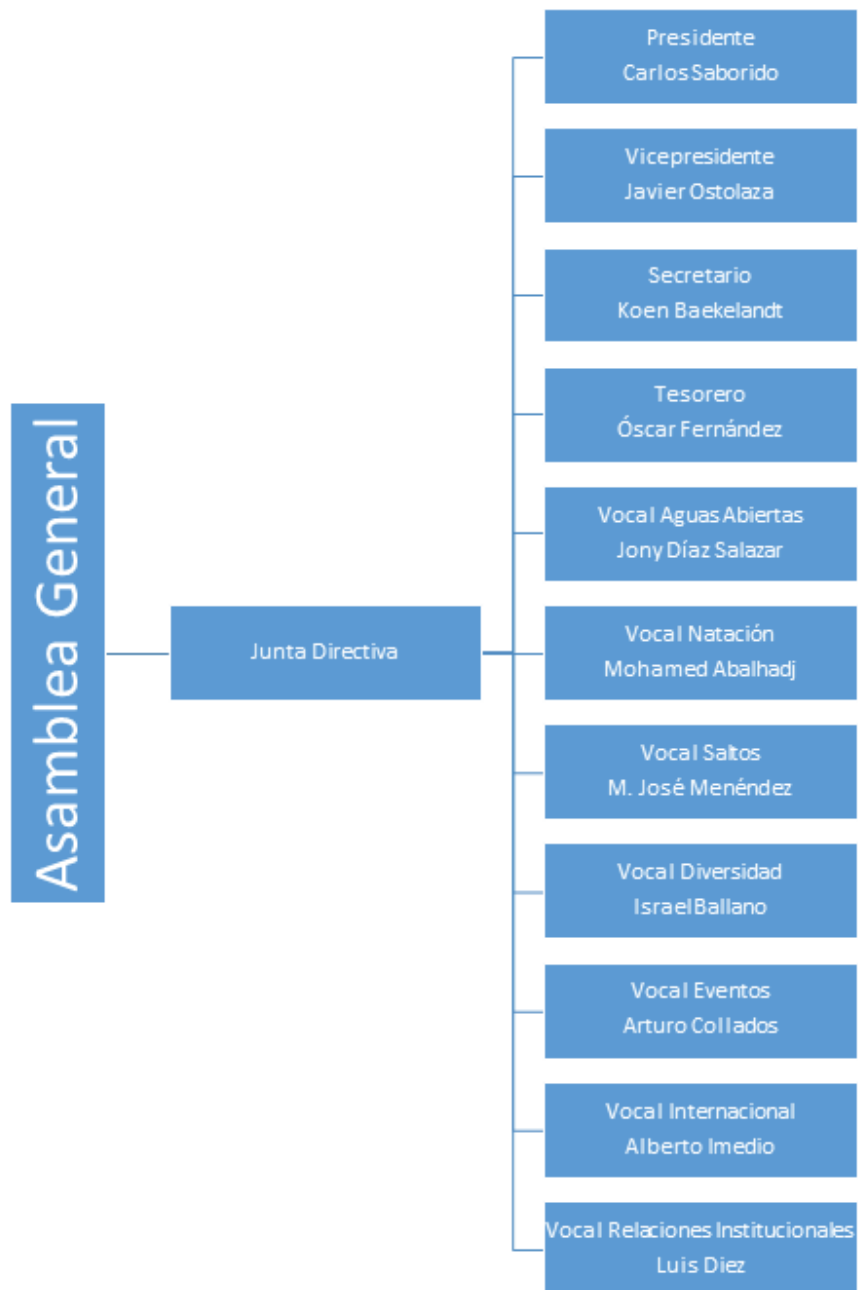 Asamblea General
Junta Directiva
Presidente
Carlos Saborido
Vicepresidente
Javier Ostolaza
Secretario
Koen Baekelandt
Tesorero
Óscar Fernández
Vocal Aguas Abiertas
Jony Díaz Salazar
Vocal Natación
Mohamed Abalhadj
Vocal Saltos
M. José Menéndez
Vocal Diversidad
Israel Ballano
Vocal Eventos
Arturo Collados
Vocal Internacional
Alberto Imedio
Vocal Relaciones Institucionales
Luis Diez